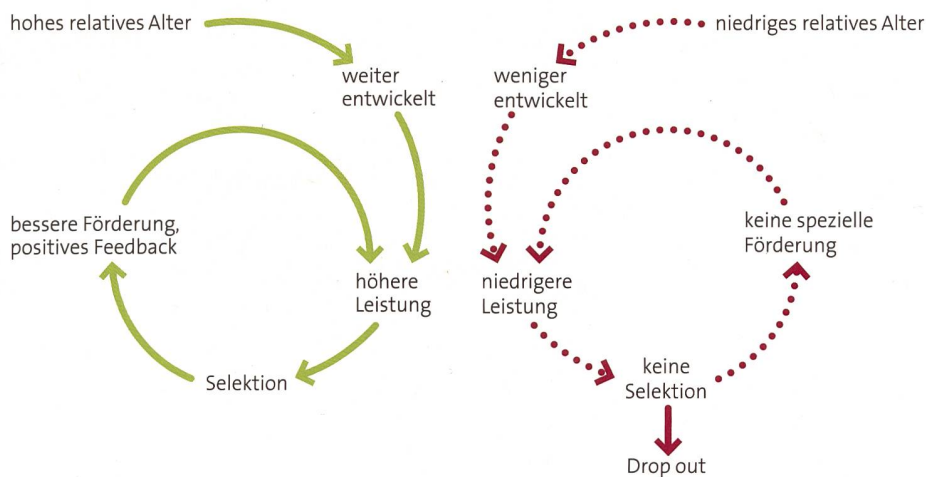 hohes relatives Alter
niedriges relatives Alter
weiter
entwickelt
weniger
entwickelt
bessere Förderung,
positives Feedback
keine spezielle
Förderung
höhere
Leistung
niedrigere
Leistung
Selektion
keine
Selektion
Drop out